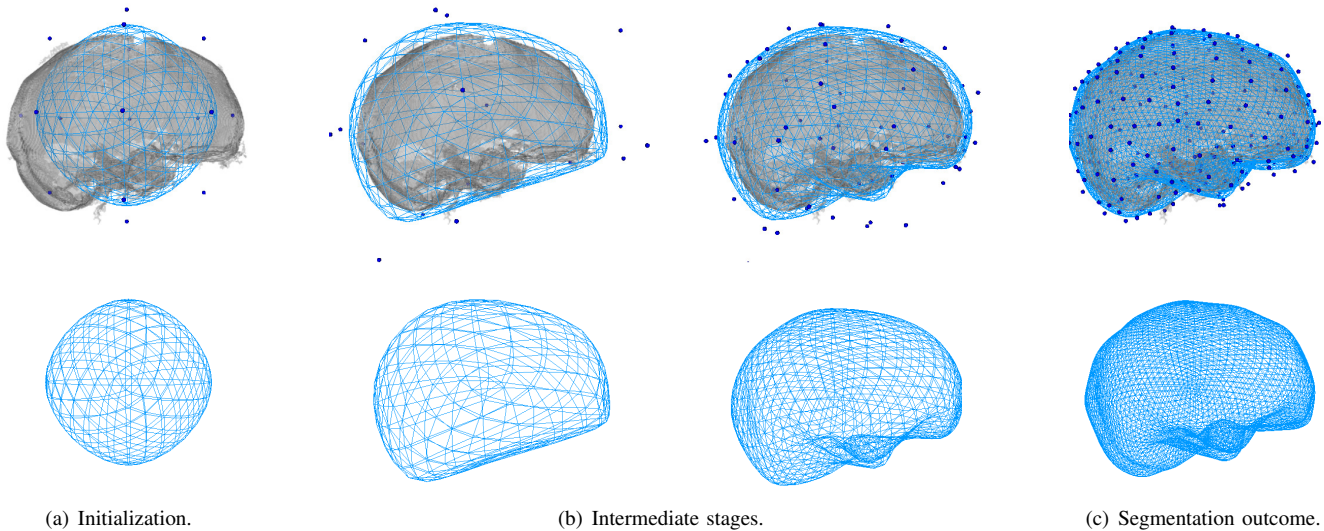 (a) Initialization.
(b) Intermediate stages.
(c) Segmentation outcome.